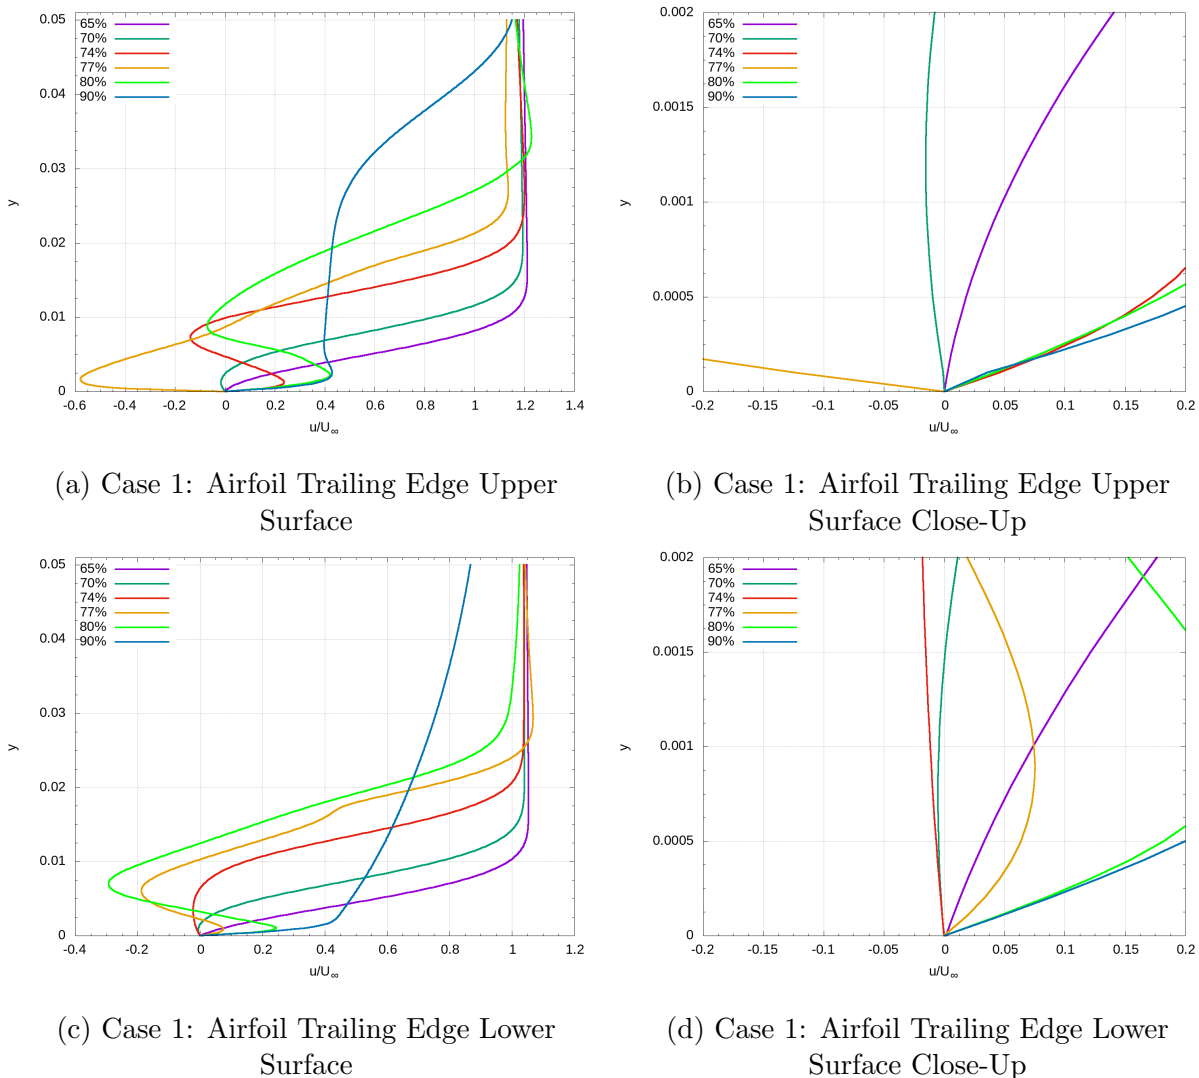 0.05
0.04
0.03
0.02
0.01
0
y
65%
70%
74%
77%
80%
90%
-0.6 -0.4 -0.2 0 0.2 0.4 0.6 0.8 1 1.2 1.4
u/U∞
(a) Case 1: Airfoil Trailing Edge Upper
Surface
0.002
0.0015
0.001
0.0005
0
y
65%
70%
74%
77%
80%
90%
-0.2 -0.15 -0.1 -0.05 0 0.05 0.1 0.15 0.2
u/U∞
(b) Case 1: Airfoil Trailing Edge Upper
Surface Close-Up
0.05
0.04
0.03
0.02
0.01
0
y
65%
70%
74%
77%
80%
90%
-0.4 -0.2 0 0.2 0.4 0.6 0.8 1 1.2
u/U∞
(c) Case 1: Airfoil Trailing Edge Lower
Surface
0.002
0.0015
0.001
0.0005
0
y
65%
70%
74%
77%
80%
90%
-0.2 -0.15 -0.1 -0.05 0 0.05 0.1 0.15 0.2
u/U∞
(d) Case 1: Airfoil Trailing Edge Lower
Surface Close-Up